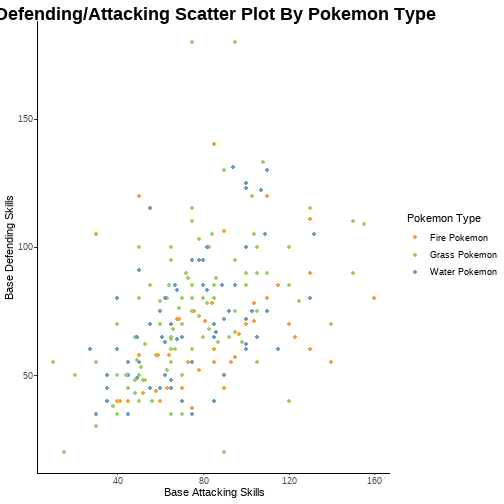 Defending/Attacking Scatter Plot By Pokemon Type
150
100
50
40
80
120
160
Base Attacking Skills
Base Defending Skills
Pokemon Type
Fire Pokemon
Grass Pokemon
Water Pokemon